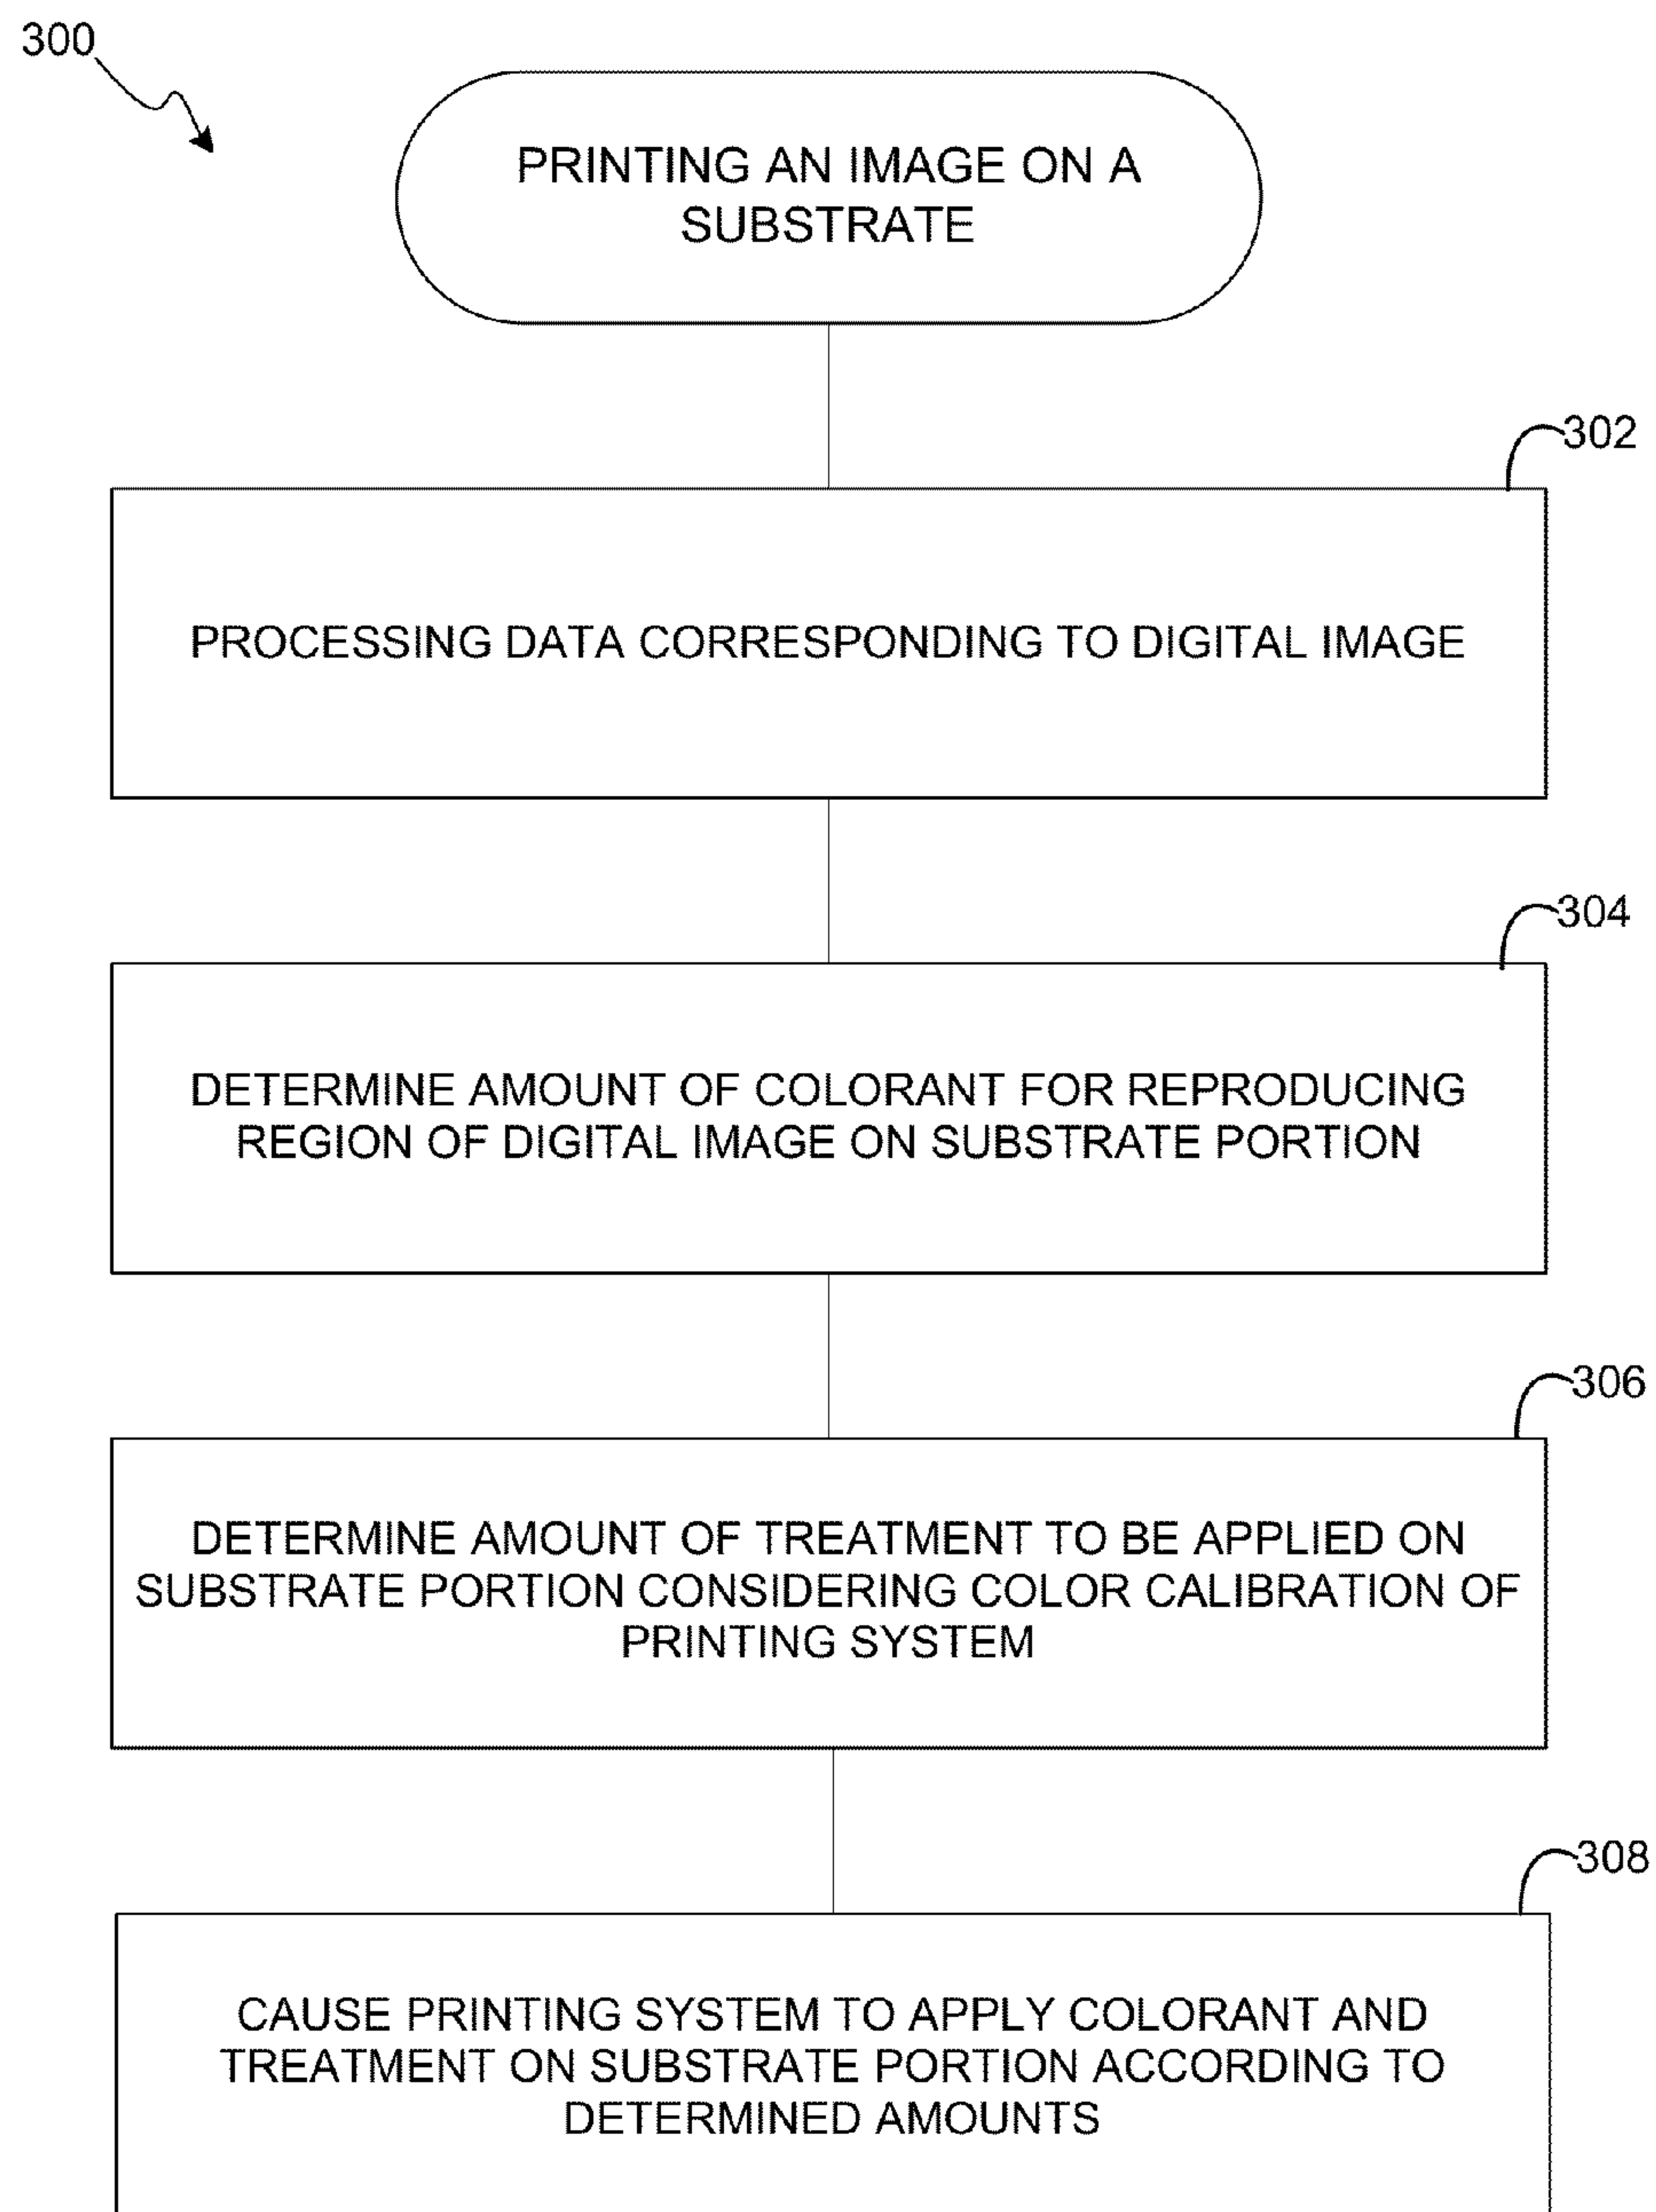 300
PRINTING AN IMAGE ON A
SUBSTRATE
302
PROCESSING DATA CORRESPONDING TO DIGITAL IMAGE
304
DETERMINE AMOUNT OF COLORANT FOR REPRODUCING
REGION OF DIGITAL IMAGE ON SUBSTRATE PORTION
306
DETERMINE AMOUNT OF TREATMENT TO BE APPLIED ON
SUBSTRATE PORTION CONSIDERING COLOR CALIBRATION OF
PRINTING SYSTEM
308
CAUSE PRINTING SYSTEM TO APPLY COLORANT AND
TREATMENT ON SUBSTRATE PORTION ACCORDING TO
DETERMINED AMOUNTS